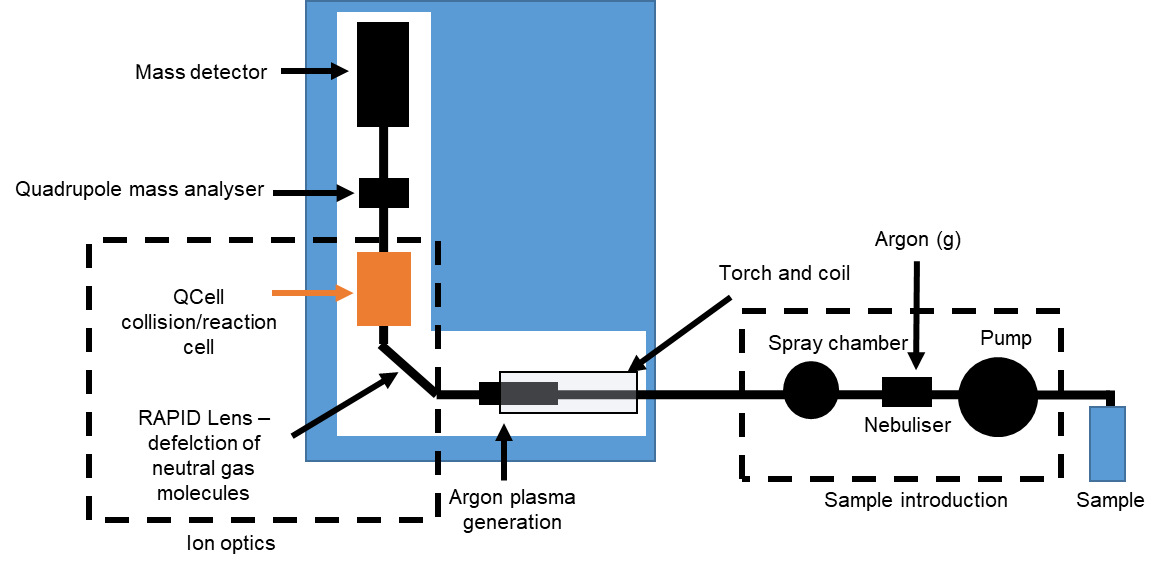 Mass detector
Quadrupole mass analyser
QCell
collision/reaction
cell
RAPID Lens –
defelction of
neutral gas
molecules
Ion optics
Argon plasma
generation
Torch and coil
Argon (g)
Spray chamber
Pump
Nebuliser
Sample introduction
Sample